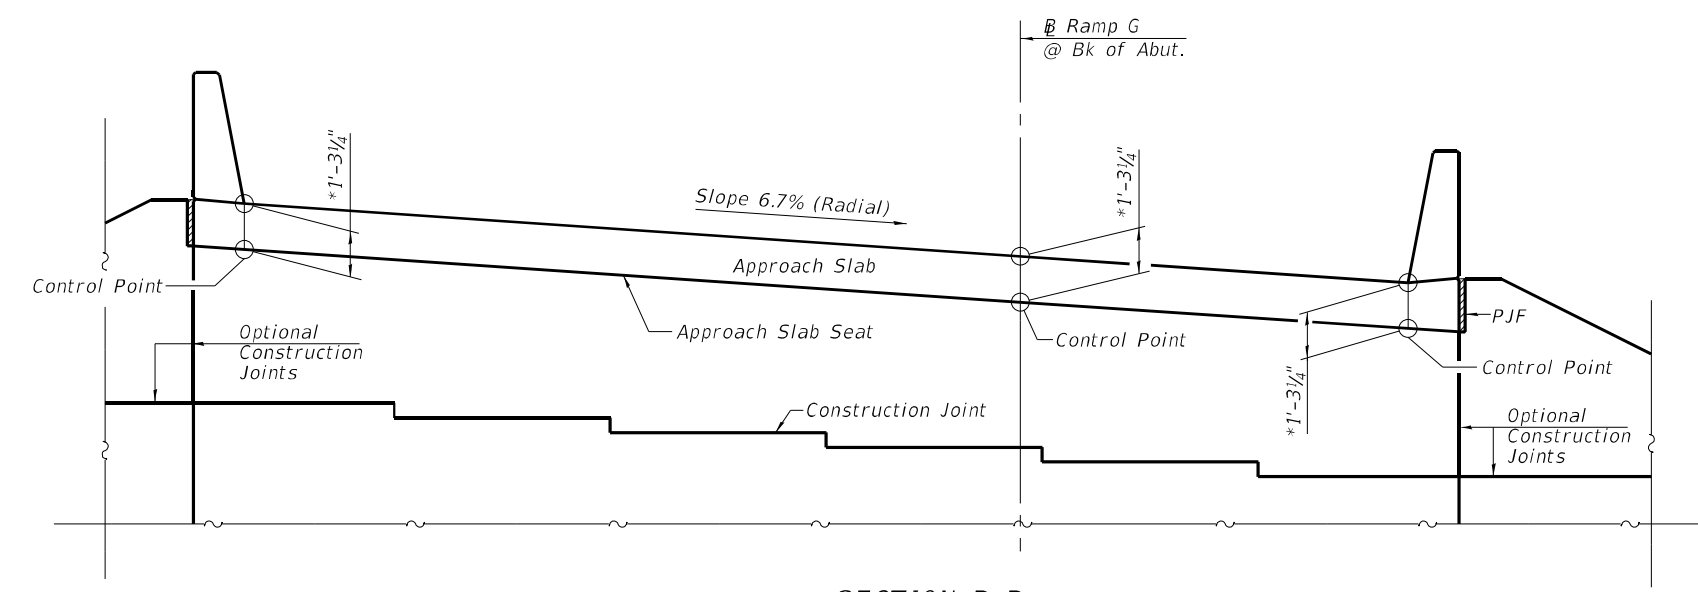 ℄ Ramp G
@ Bk of Abut.
*1'-3¼"
*1'-3¼"
Slope 6.7% (Radial)
Approach Slab
Control Point
PJF
Optional
Construction
Joints
Approach Slab Seat
Control Point
Control Point
*1'-3¼"
Construction Joint
Optional
Construction
Joints